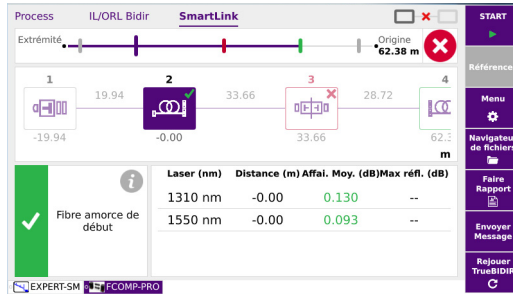 Process IL/ORL Bidir SmartLink START
Extrémité Origine
62.38 m
Référence
1 2 3 4
19.94 33.66 28.72
Menu
-19.94 -0.00 33.66 62.3
m
Navigateu
de fichiers
Laser (nm) Distance (m) Affai. Moy. (dB) Max réfl. (dB)
1310 nm -0.00 0.130 --
1550 nm -0.00 0.093 --
Fibre amorce de
début
Faire
Rapport
Envoyer
Message
Rejouer
TrueBIDIR
EXPERT-SM FCOMP-PRO